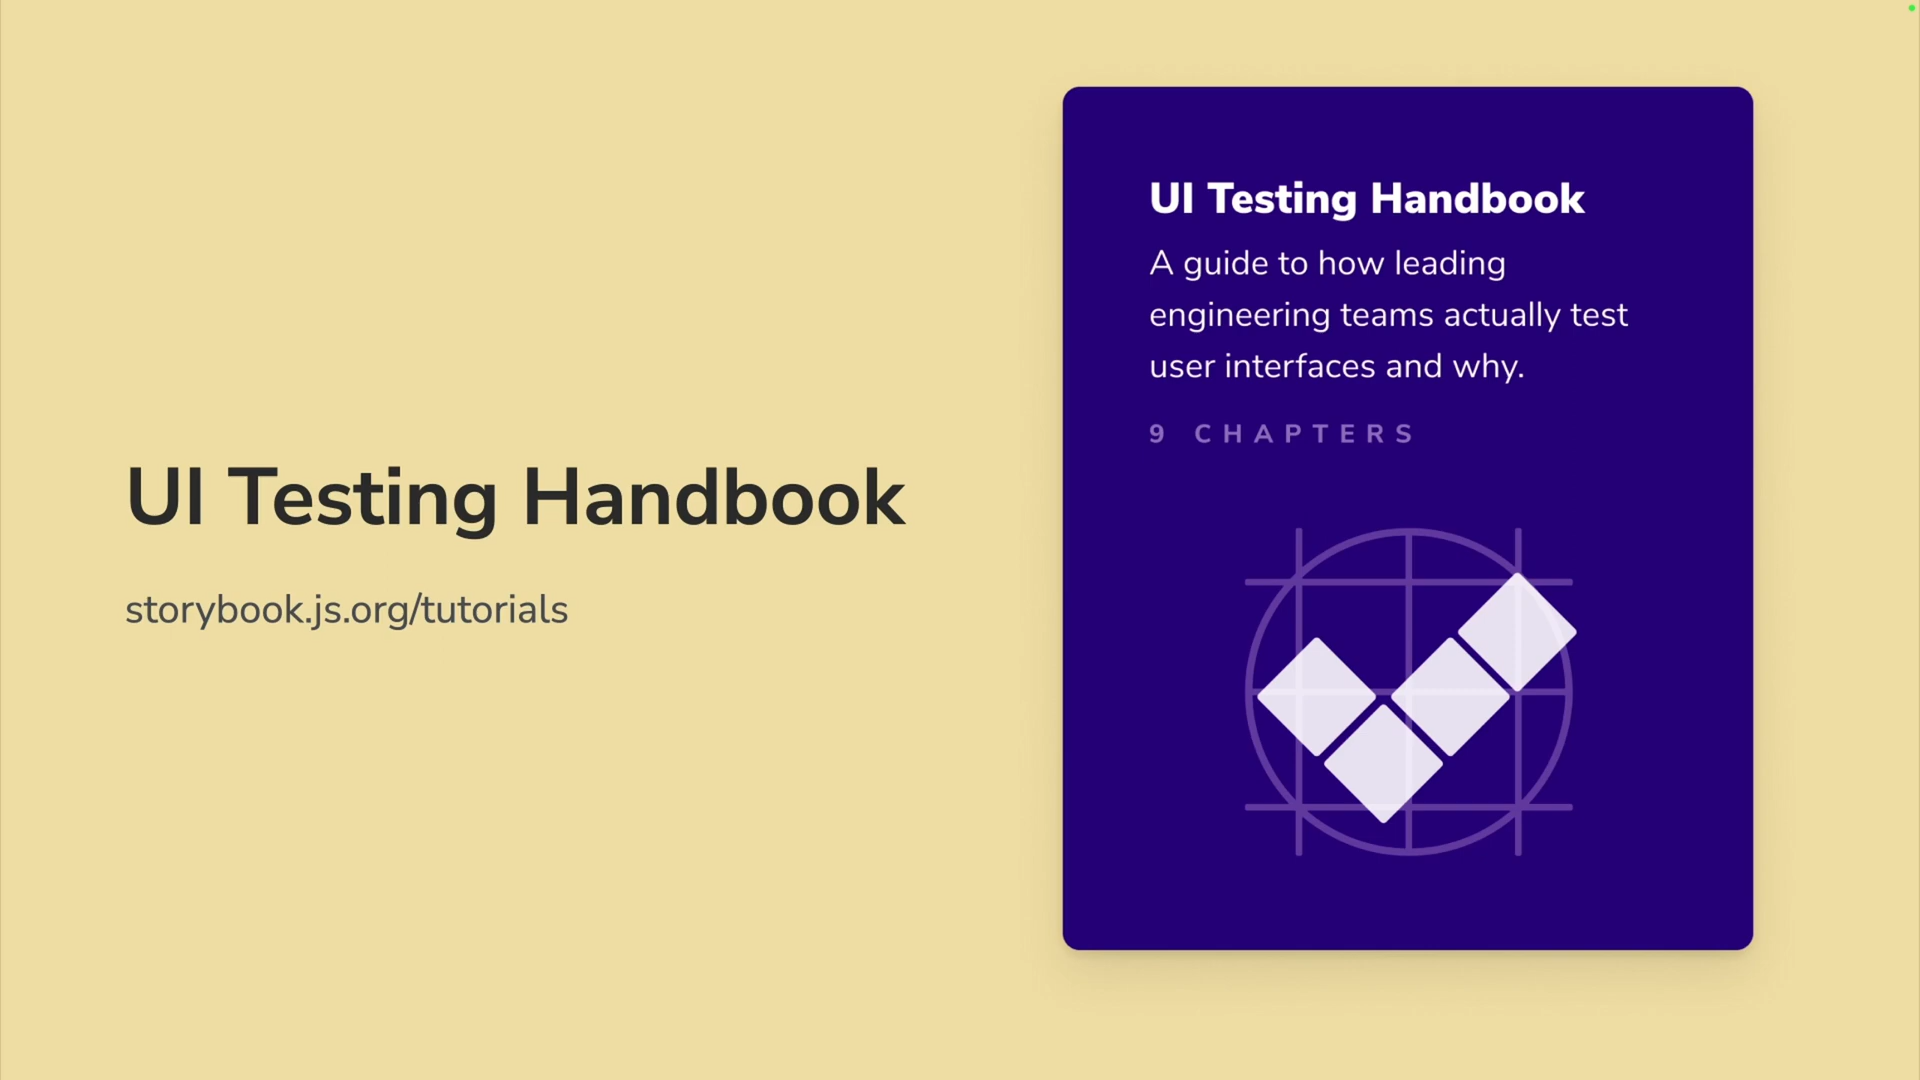 UI Testing Handbook
storybook.js.org/tutorials
UI Testing Handbook
A guide to how leading
engineering teams actually test
user interfaces and why.
9 CHAPTERS